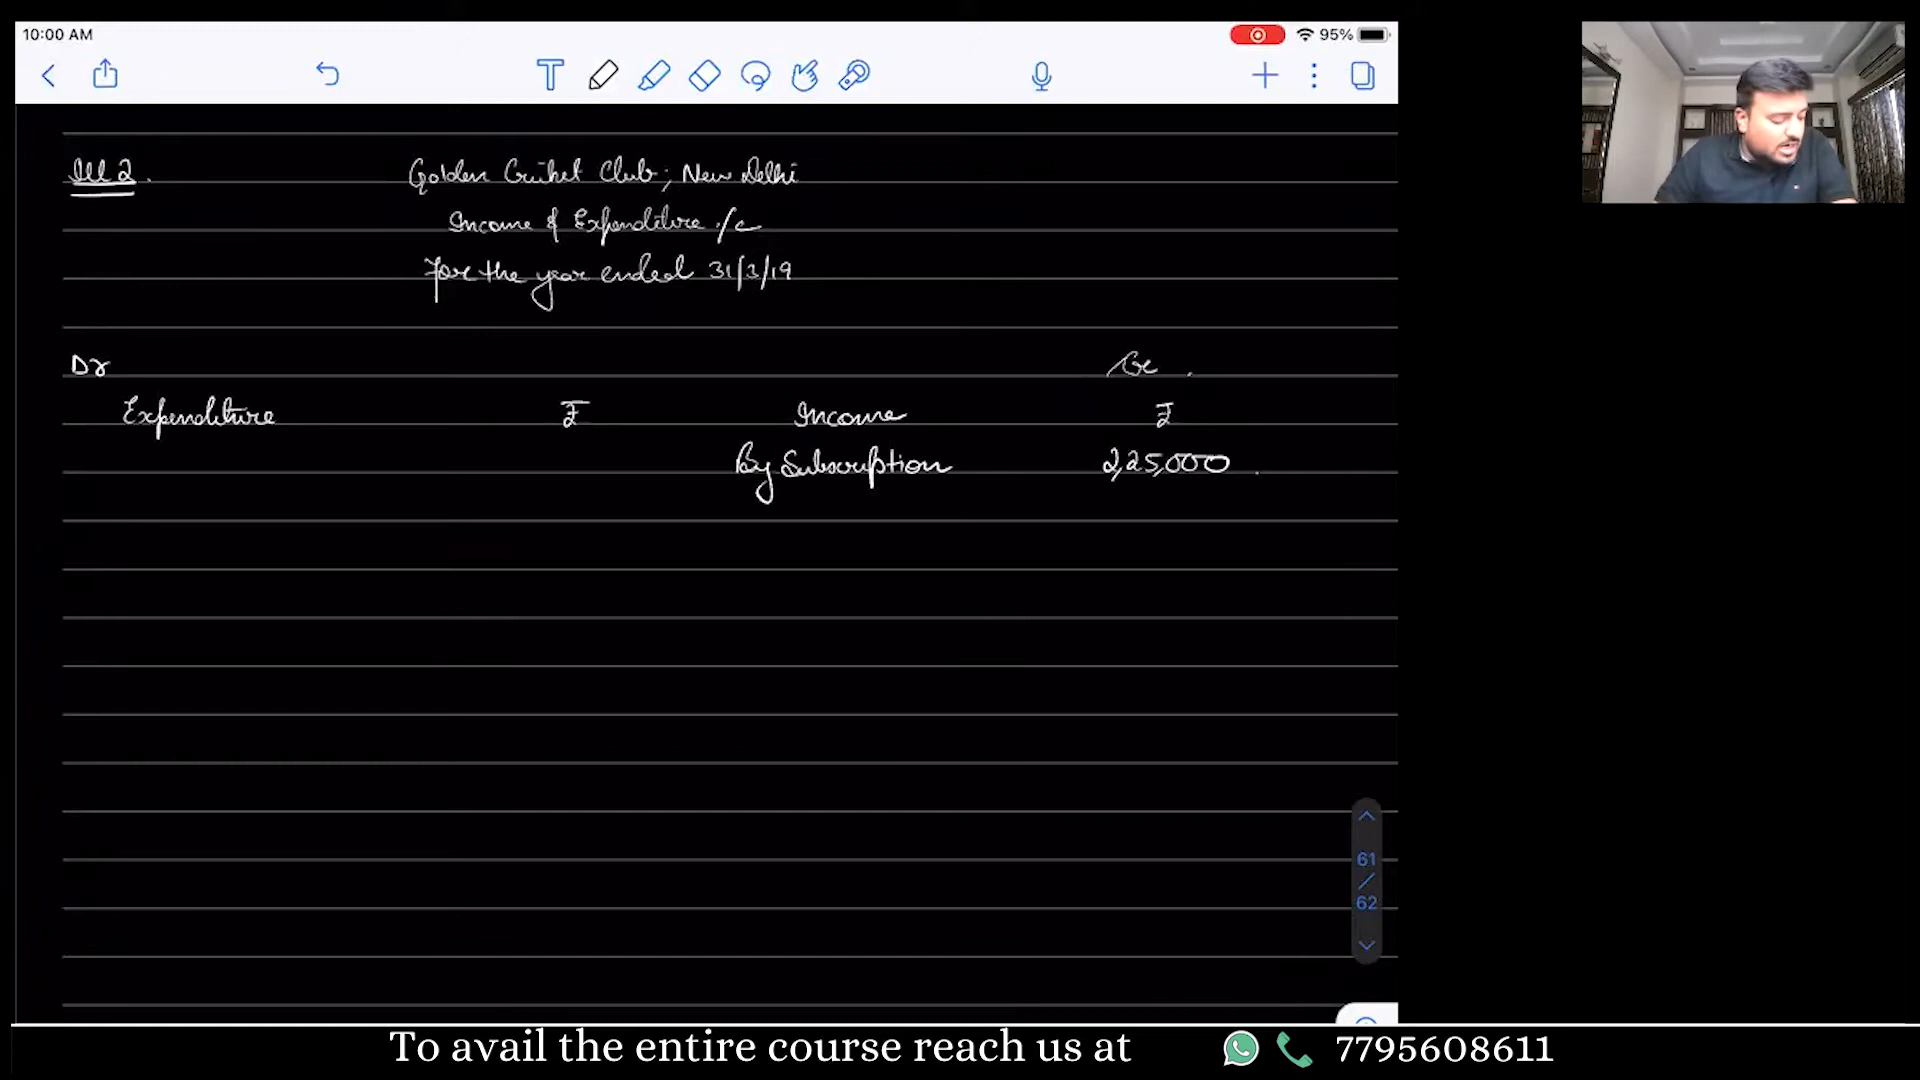 10:00 AM 95%
Ill 2.
Golden Cricket Club; New Delhi
Income & Expenditure a/c
for the year ended 31/3/19
Dr Cr.
Expenditure ₹ Income ₹
By Subscription 2,25,000.
61
/
62
To avail the entire course reach us at 7795608611